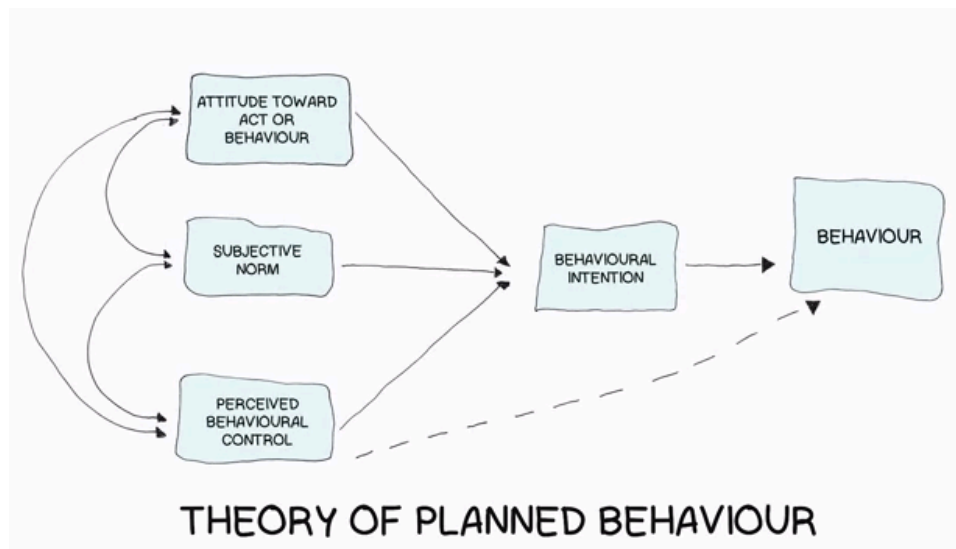 ATTITUDE TOWARD
ACT OR
BEHAVIOUR
SUBJECTIVE
NORM
PERCEIVED
BEHAVIOURAL
CONTROL
BEHAVIOURAL
INTENTION
BEHAVIOUR
THEORY OF PLANNED BEHAVIOUR